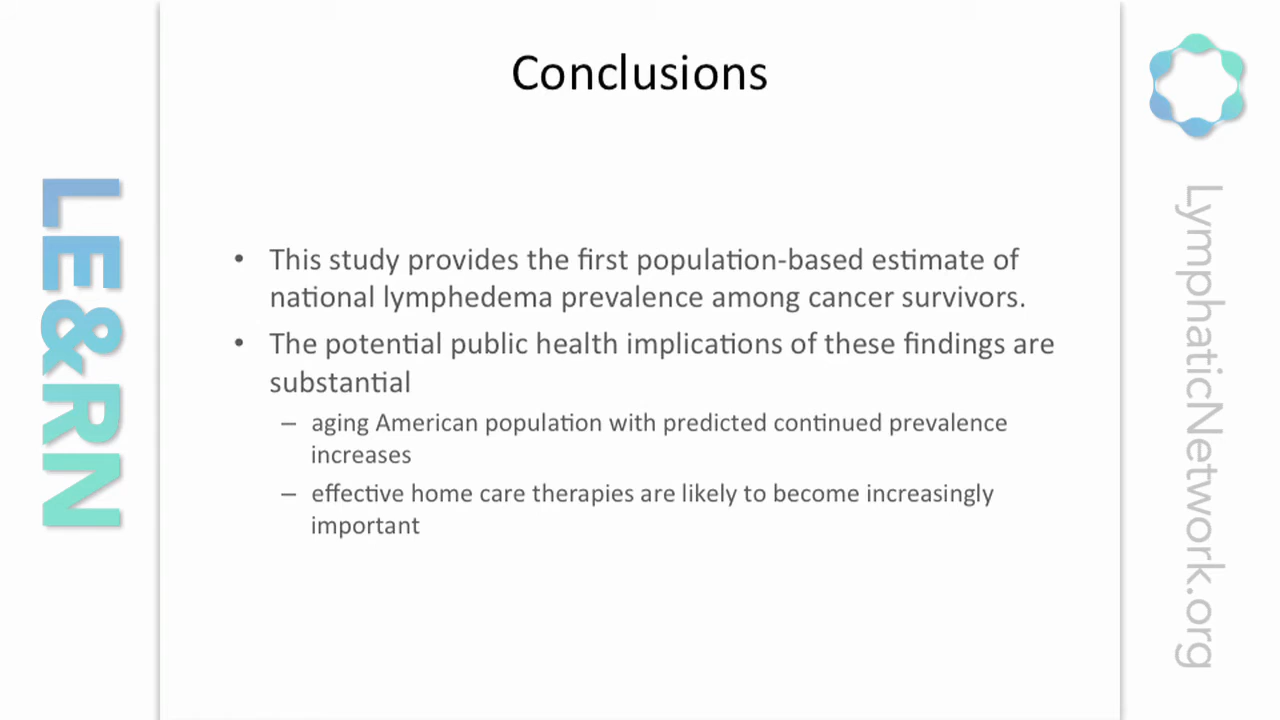 Conclusions
• This study provides the first population-based estimate of
national lymphedema prevalence among cancer survivors.
• The potential public health implications of these findings are
substantial
– aging American population with predicted continued prevalence
increases
– effective home care therapies are likely to become increasingly
important
LE&RN
LymphaticNetwork.org